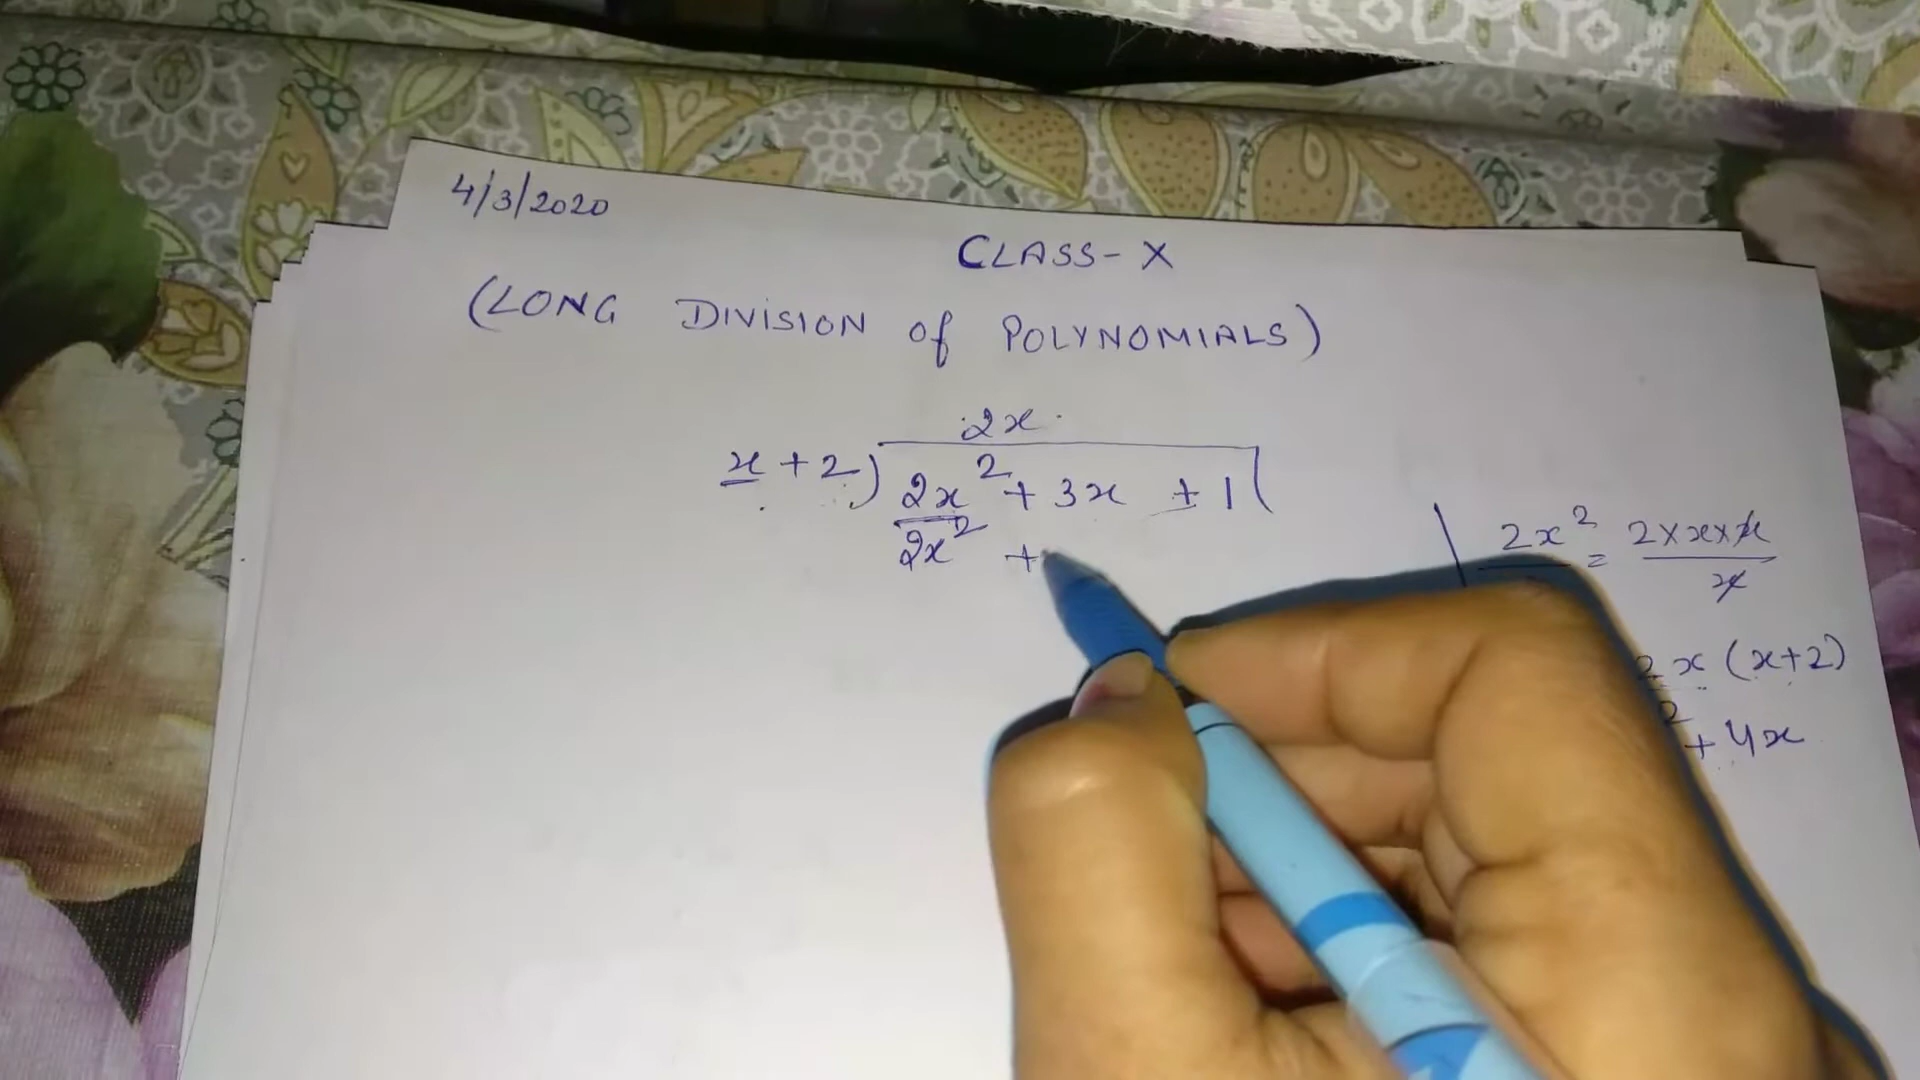 4/3/2020
CLASS - X
(LONG DIVISION of POLYNOMIALS)
2x
x + 2) 2x² + 3x + 1(
2x² +
2x² = 2×x×x
x
2x (x+2)
² + 4x